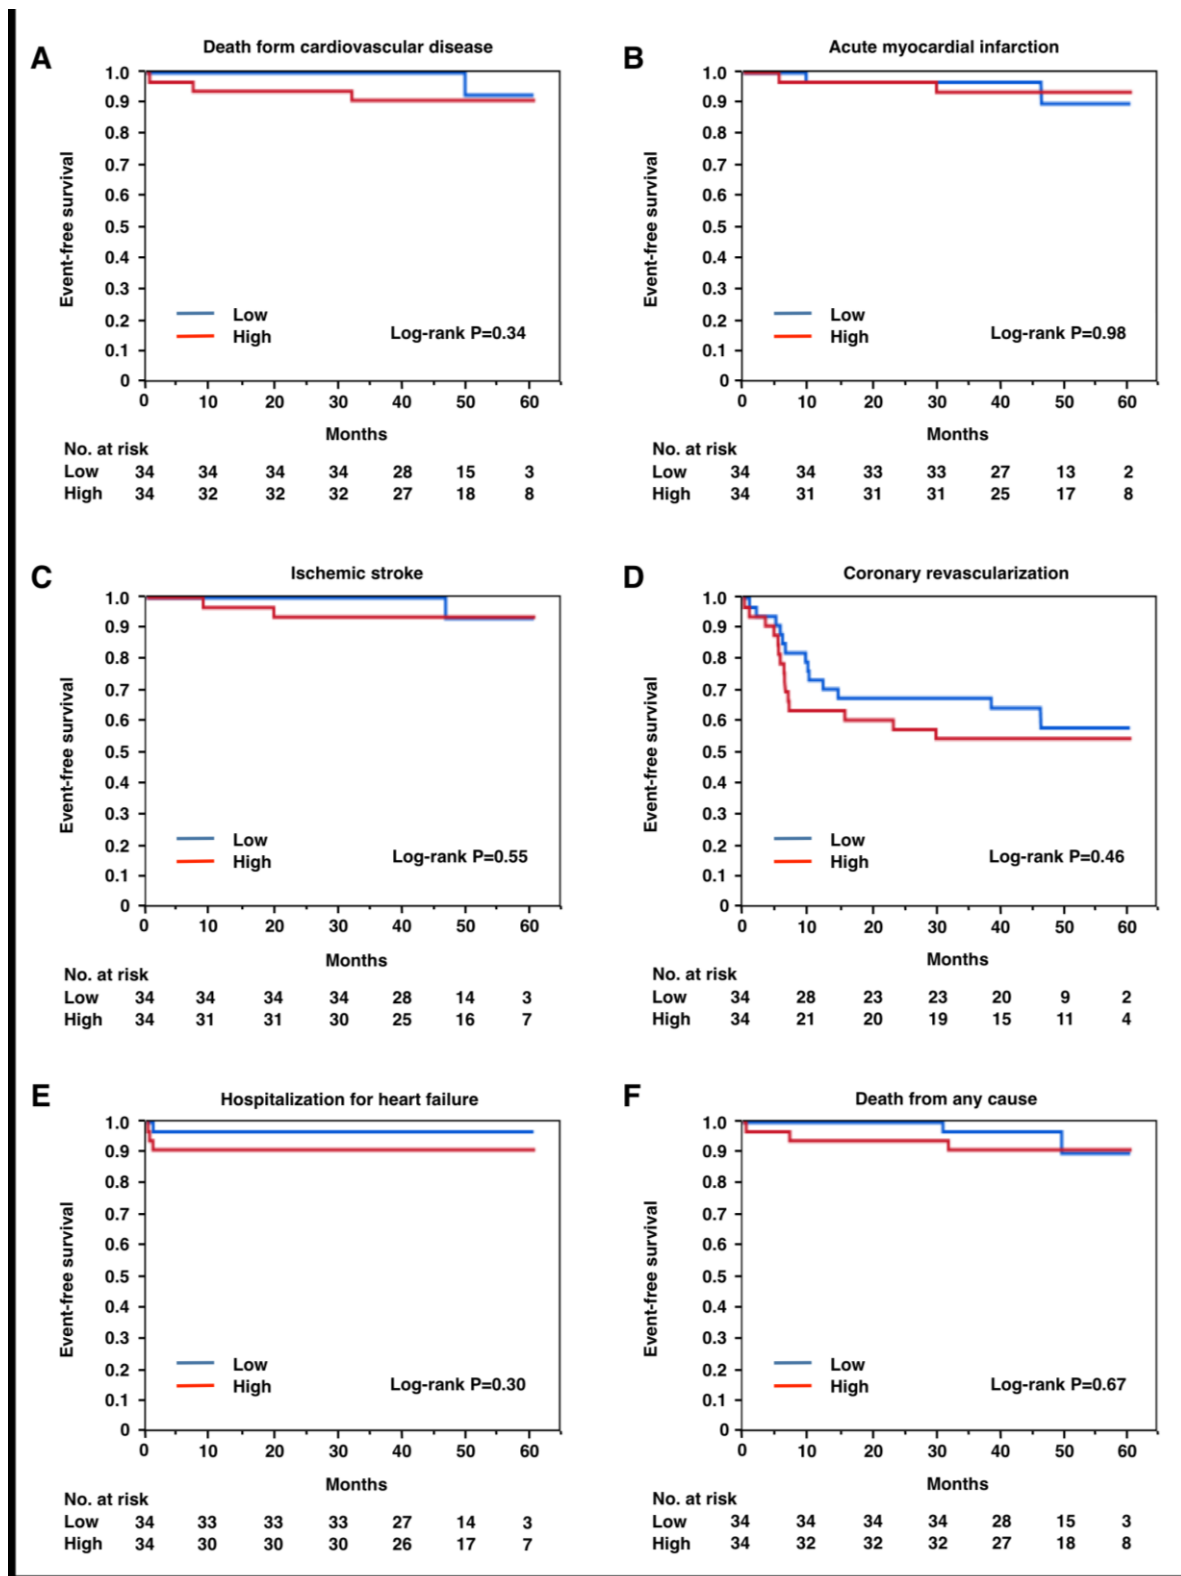 A
Death form cardiovascular disease
1.0
0.9
0.8
0.7
0.6
0.5
0.4
0.3
0.2
0.1
0
Event-free survival
Low
High
Log-rank P=0.34
0 10 20 30 40 50 60
Months
No. at risk
Low 34 34 34 34 28 15 3
High 34 32 32 32 27 18 8
B
Acute myocardial infarction
1.0
0.9
0.8
0.7
0.6
0.5
0.4
0.3
0.2
0.1
0
Event-free survival
Low
High
Log-rank P=0.98
0 10 20 30 40 50 60
Months
No. at risk
Low 34 34 33 33 27 13 2
High 34 31 31 31 25 17 8
C
Ischemic stroke
1.0
0.9
0.8
0.7
0.6
0.5
0.4
0.3
0.2
0.1
0
Event-free survival
Low
High
Log-rank P=0.55
0 10 20 30 40 50 60
Months
No. at risk
Low 34 34 34 34 28 14 3
High 34 31 31 30 25 16 7
D
Coronary revascularization
1.0
0.9
0.8
0.7
0.6
0.5
0.4
0.3
0.2
0.1
0
Event-free survival
Low
High
Log-rank P=0.46
0 10 20 30 40 50 60
Months
No. at risk
Low 34 28 23 23 20 9 2
High 34 21 20 19 15 11 4
E
Hospitalization for heart failure
1.0
0.9
0.8
0.7
0.6
0.5
0.4
0.3
0.2
0.1
0
Event-free survival
Low
High
Log-rank P=0.30
0 10 20 30 40 50 60
Months
No. at risk
Low 34 33 33 33 27 14 3
High 34 30 30 30 26 17 7
F
Death from any cause
1.0
0.9
0.8
0.7
0.6
0.5
0.4
0.3
0.2
0.1
0
Event-free survival
Low
High
Log-rank P=0.67
0 10 20 30 40 50 60
Months
No. at risk
Low 34 34 34 34 28 15 3
High 34 32 32 32 27 18 8